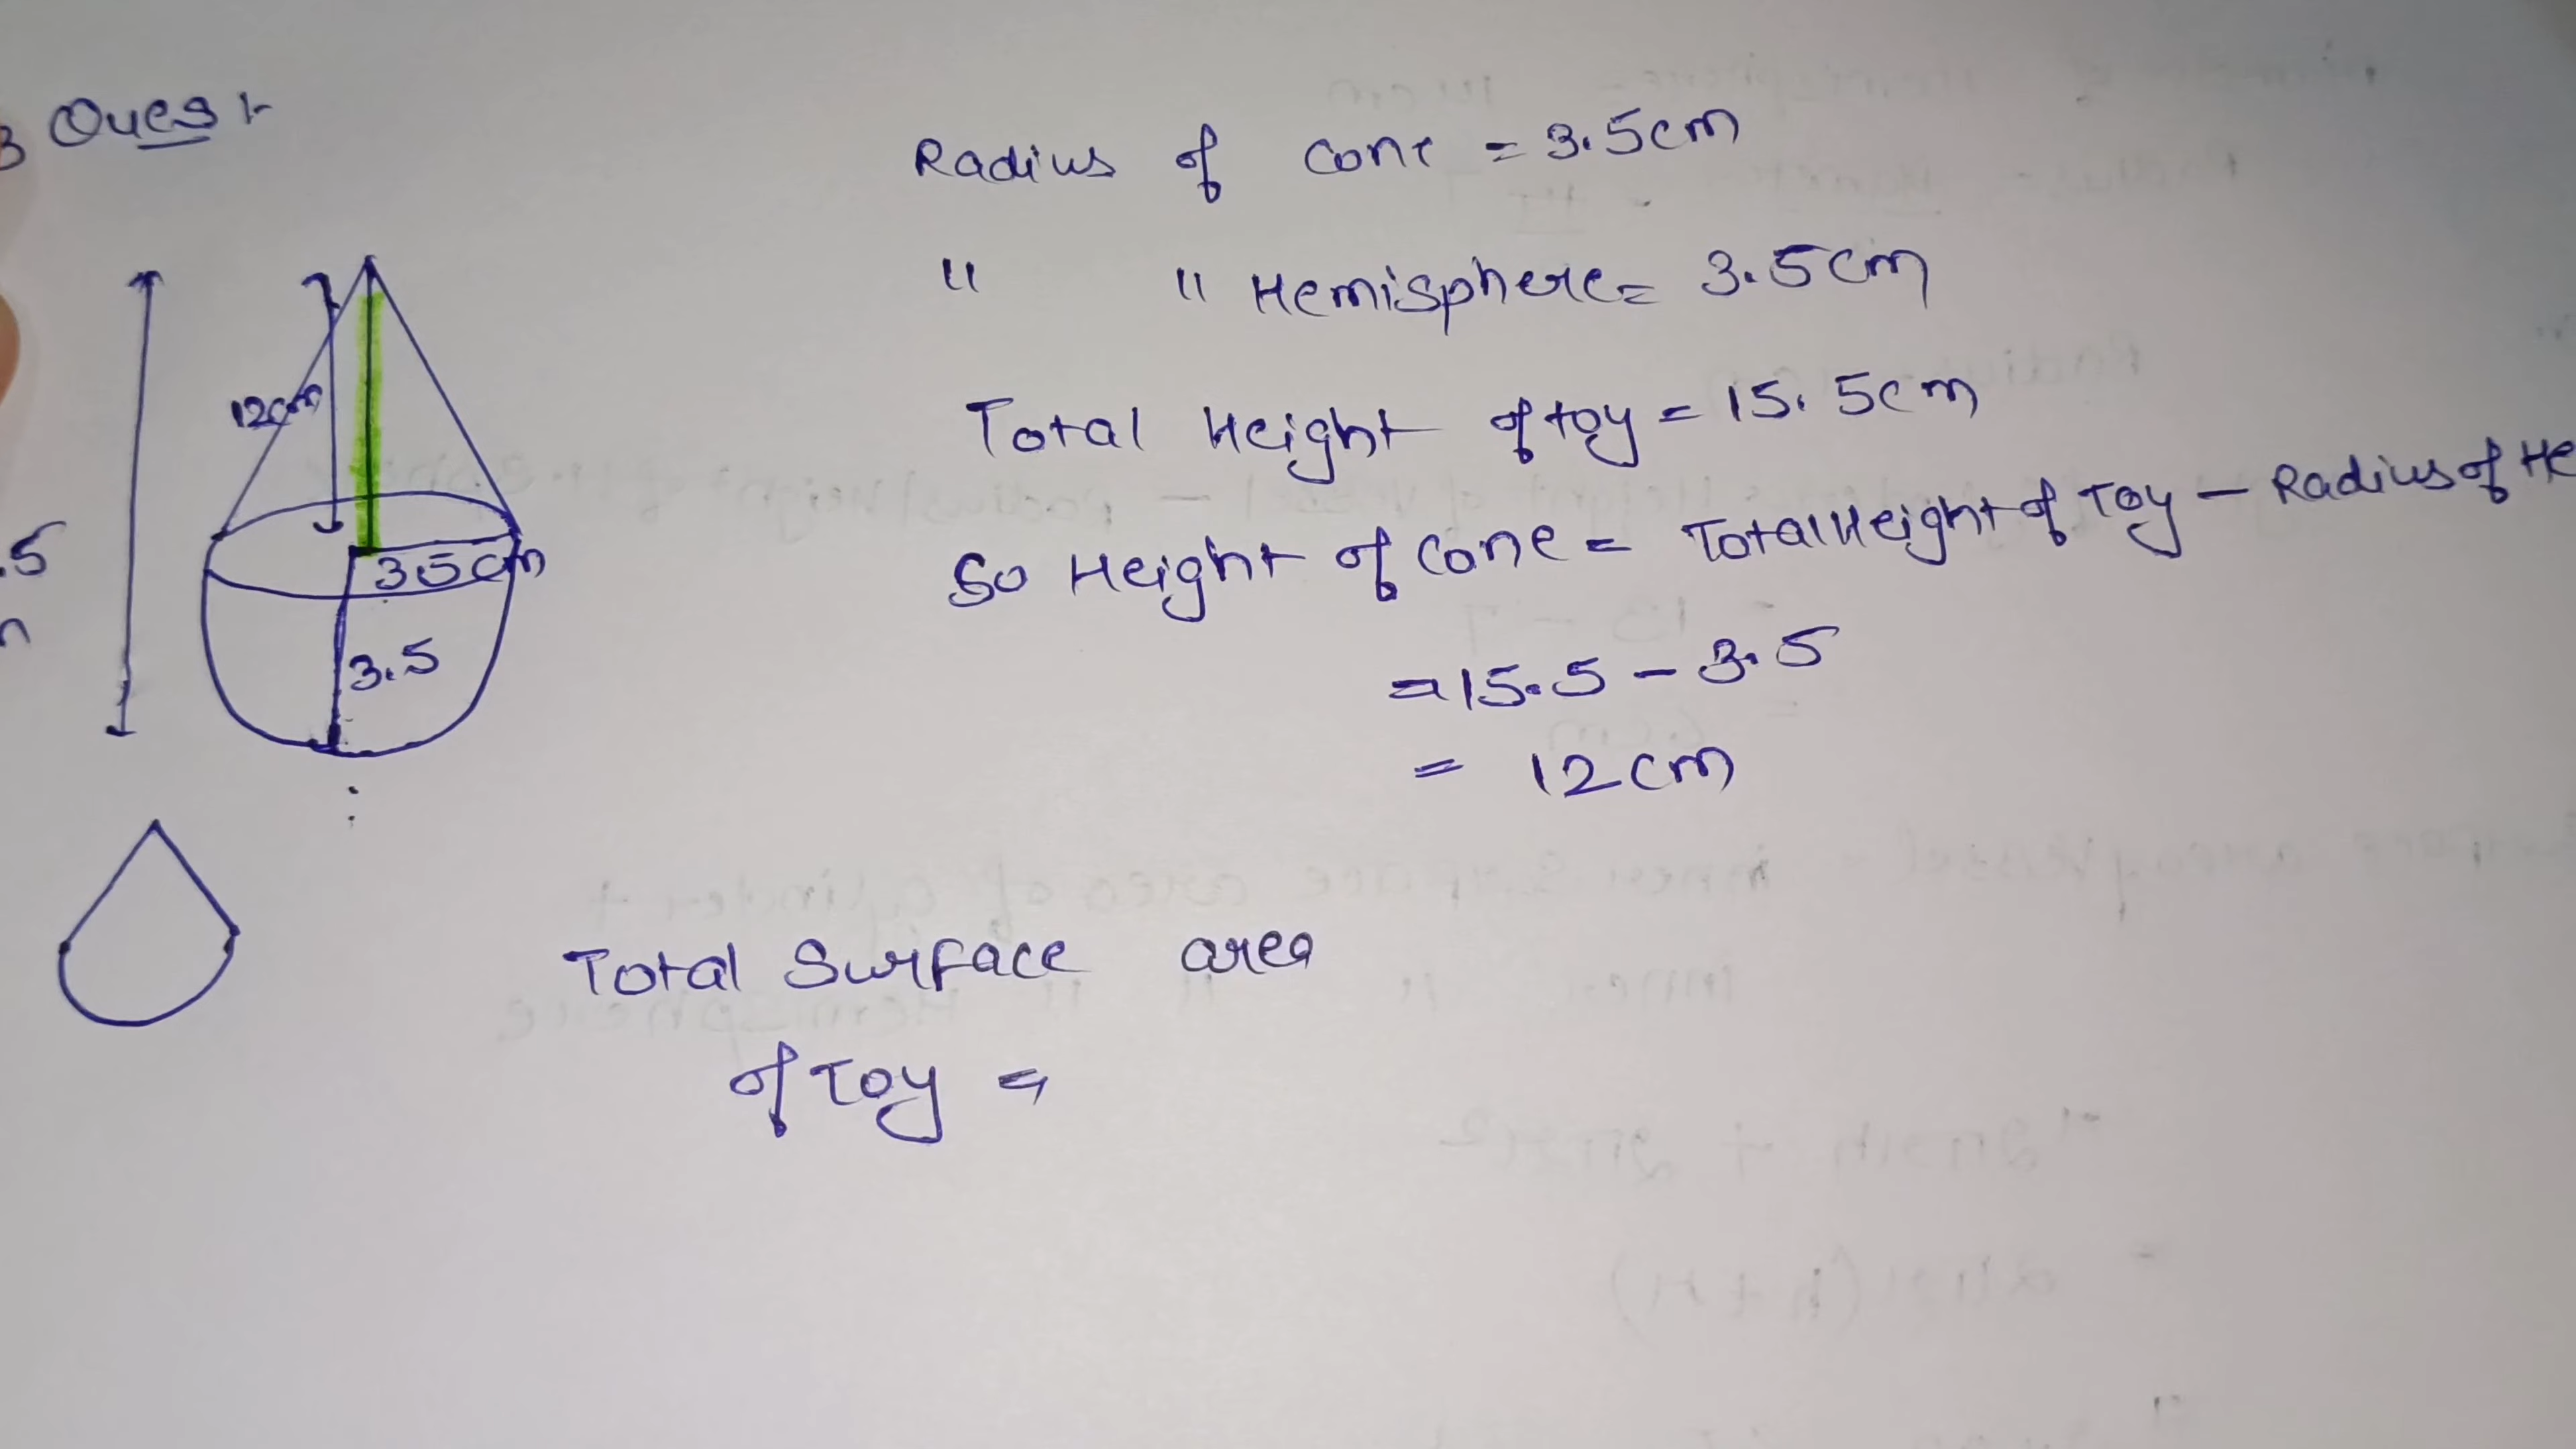 3 Quest
Radius of cone = 3.5cm
" " Hemisphere = 3.5cm
Total Height of toy = 15.5cm
So Height of cone = Total Height of Toy - Radius of He
= 15.5 - 3.5
= 12cm
12cm
.5
3.5cm
3.5
Total Surface area
of Toy =